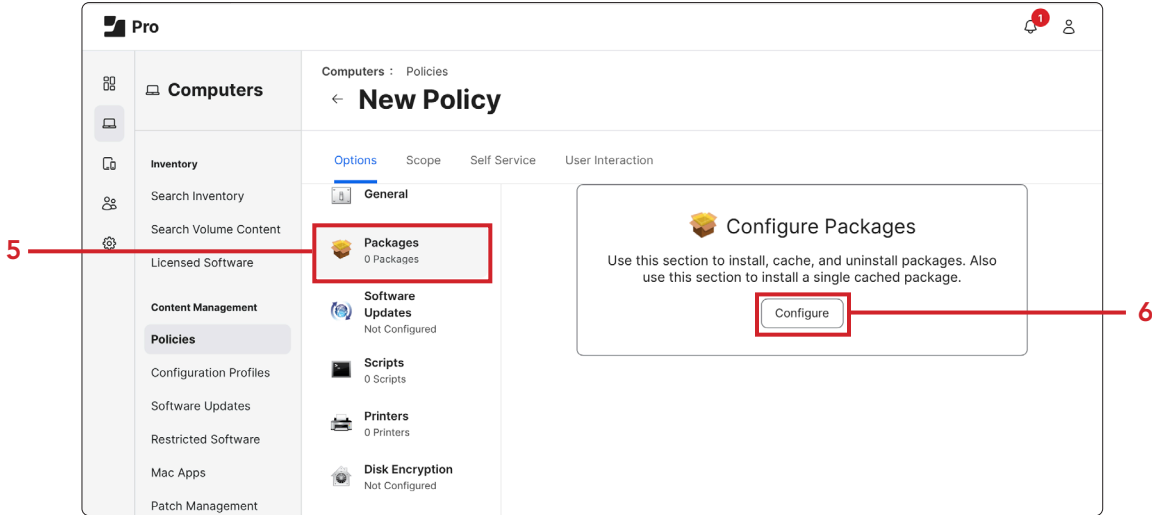 Pro
1
Computers
Computers : Policies
← New Policy
Inventory
Search Inventory
Search Volume Content
Licensed Software
Content Management
Policies
Configuration Profiles
Software Updates
Restricted Software
Mac Apps
Patch Management
Options Scope Self Service User Interaction
General
5
Packages
0 Packages
Software
Updates
Not Configured
Scripts
0 Scripts
Printers
0 Printers
Disk Encryption
Not Configured
Configure Packages
Use this section to install, cache, and uninstall packages. Also
use this section to install a single cached package.
Configure
6